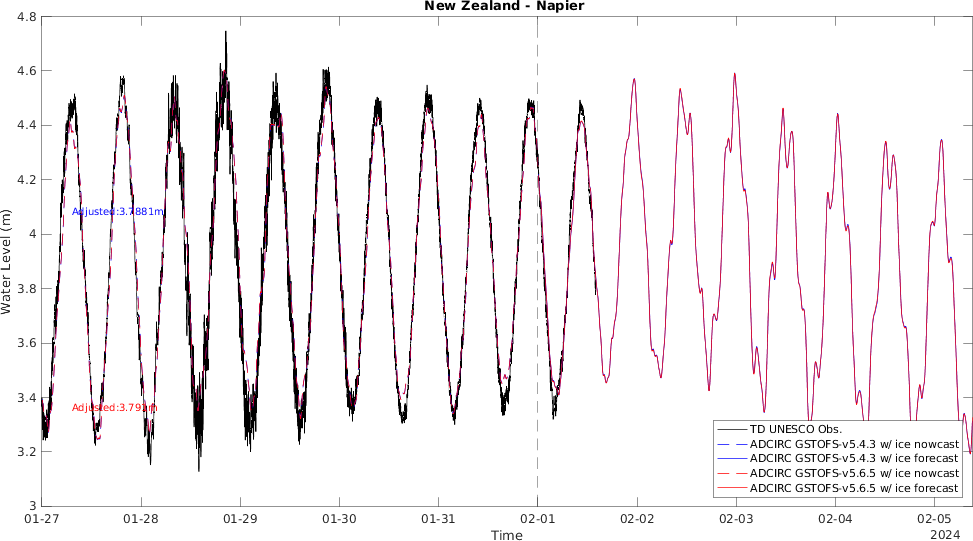 New Zealand - Napier
4.8
4.6
4.4
4.2
4
3.8
3.6
3.4
3.2
3
Water Level (m)
Adjusted:3.7881m
Adjusted:3.792m
TD UNESCO Obs.
ADCIRC GSTOFS-v5.4.3 w/ ice nowcast
ADCIRC GSTOFS-v5.4.3 w/ ice forecast
ADCIRC GSTOFS-v5.6.5 w/ ice nowcast
ADCIRC GSTOFS-v5.6.5 w/ ice forecast
01-27 01-28 01-29 01-30 01-31 02-01 02-02 02-03 02-04 02-05
Time
2024